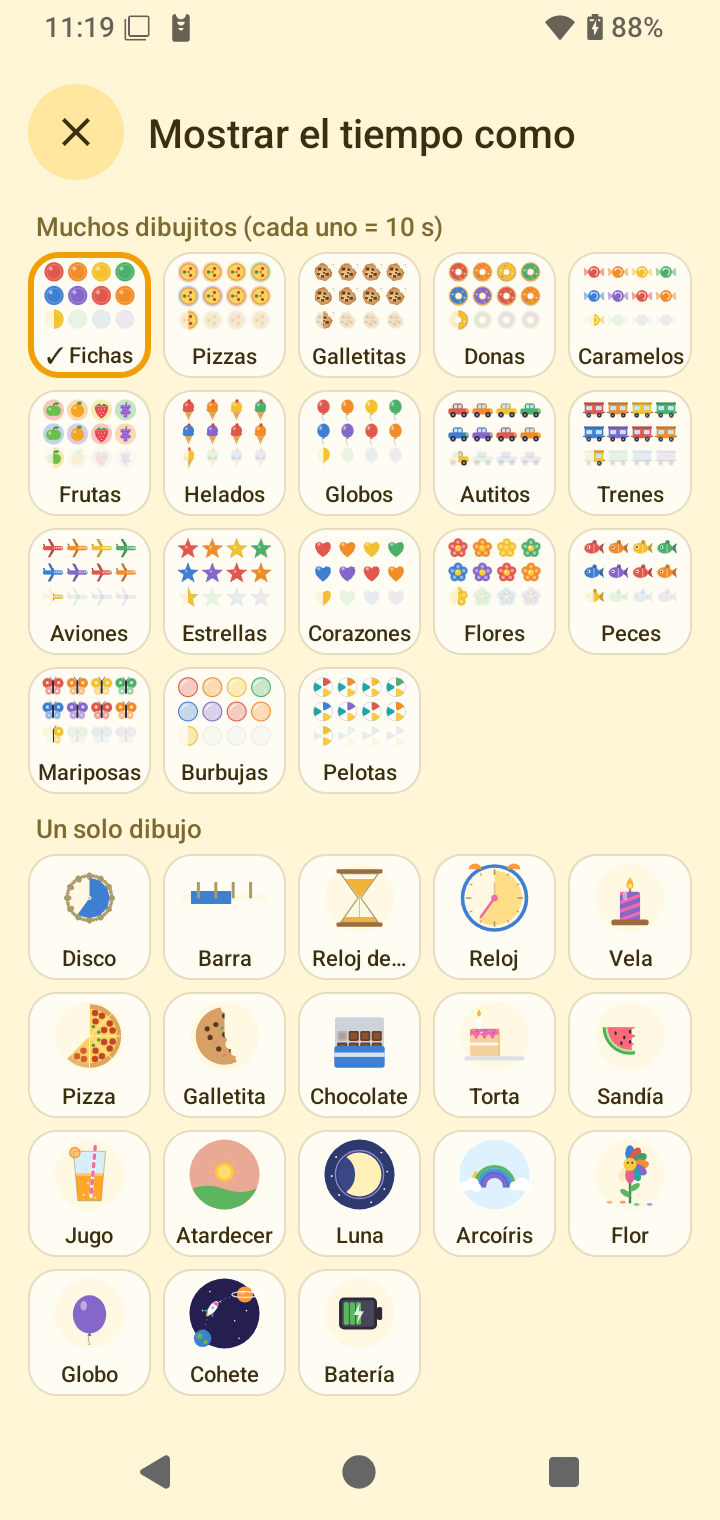 11:19
88%
Mostrar el tiempo como
Muchos dibujitos (cada uno = 10 s)
✓ Fichas
Pizzas
Galletitas
Donas
Caramelos
Frutas
Helados
Globos
Autitos
Trenes
Aviones
Estrellas
Corazones
Flores
Peces
Mariposas
Burbujas
Pelotas
Un solo dibujo
Disco
Barra
Reloj de...
Reloj
Vela
Pizza
Galletita
Chocolate
Torta
Sandía
Jugo
Atardecer
Luna
Arcoíris
Flor
Globo
Cohete
Batería